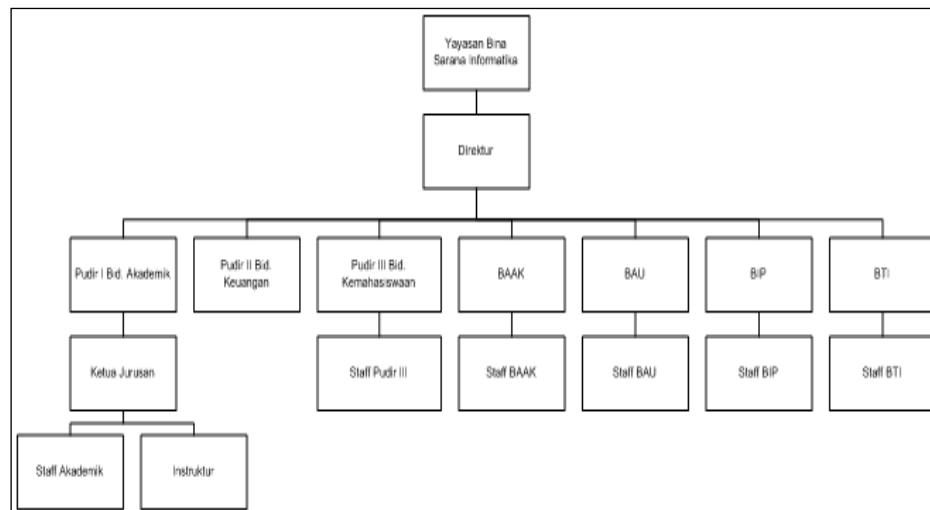 Yayasan Bina
Sarana Informatika
Direktur
Pudir I Bid. Akademik
Pudir II Bid.
Keuangan
Pudir III Bid.
Kemahasiswaan
BAAK
BAU
BIP
BTI
Ketua Jurusan
Staff Pudir III
Staff BAAK
Staff BAU
Staff BIP
Staff BTI
Staff Akademik
Instruktur